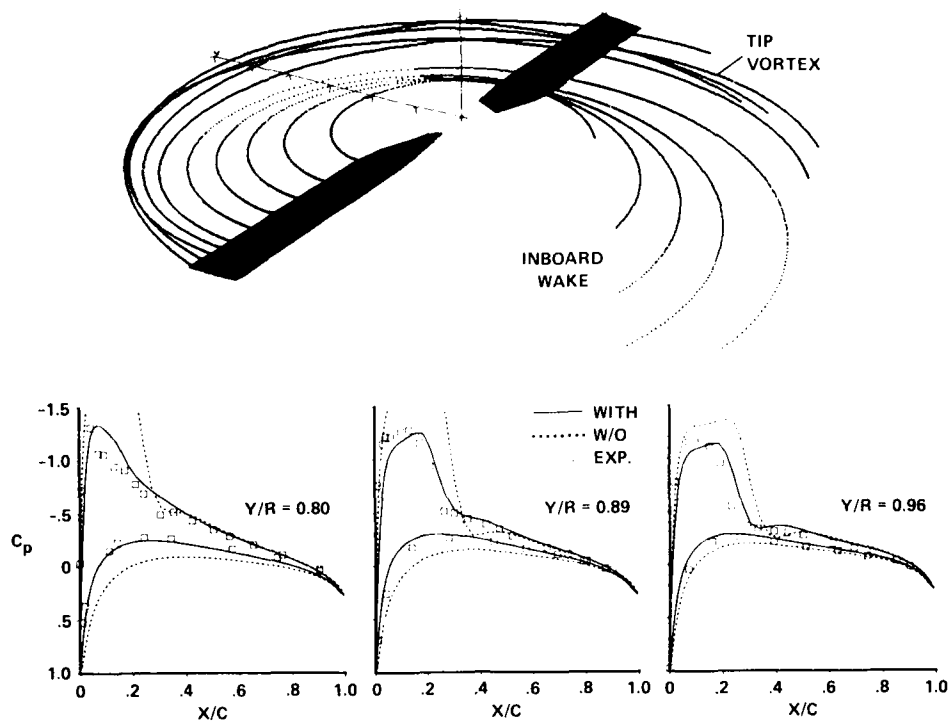 TIP
VORTEX
INBOARD
WAKE
WITH
W/O
EXP.
Y/R = 0.80
Y/R = 0.89
Y/R = 0.96
Cp
-1.5
-1.0
-.5
0
.5
1.0
0 .2 .4 .6 .8 1.0
X/C
0 .2 .4 .6 .8 1.0
X/C
0 .2 .4 .6 .8 1.0
X/C